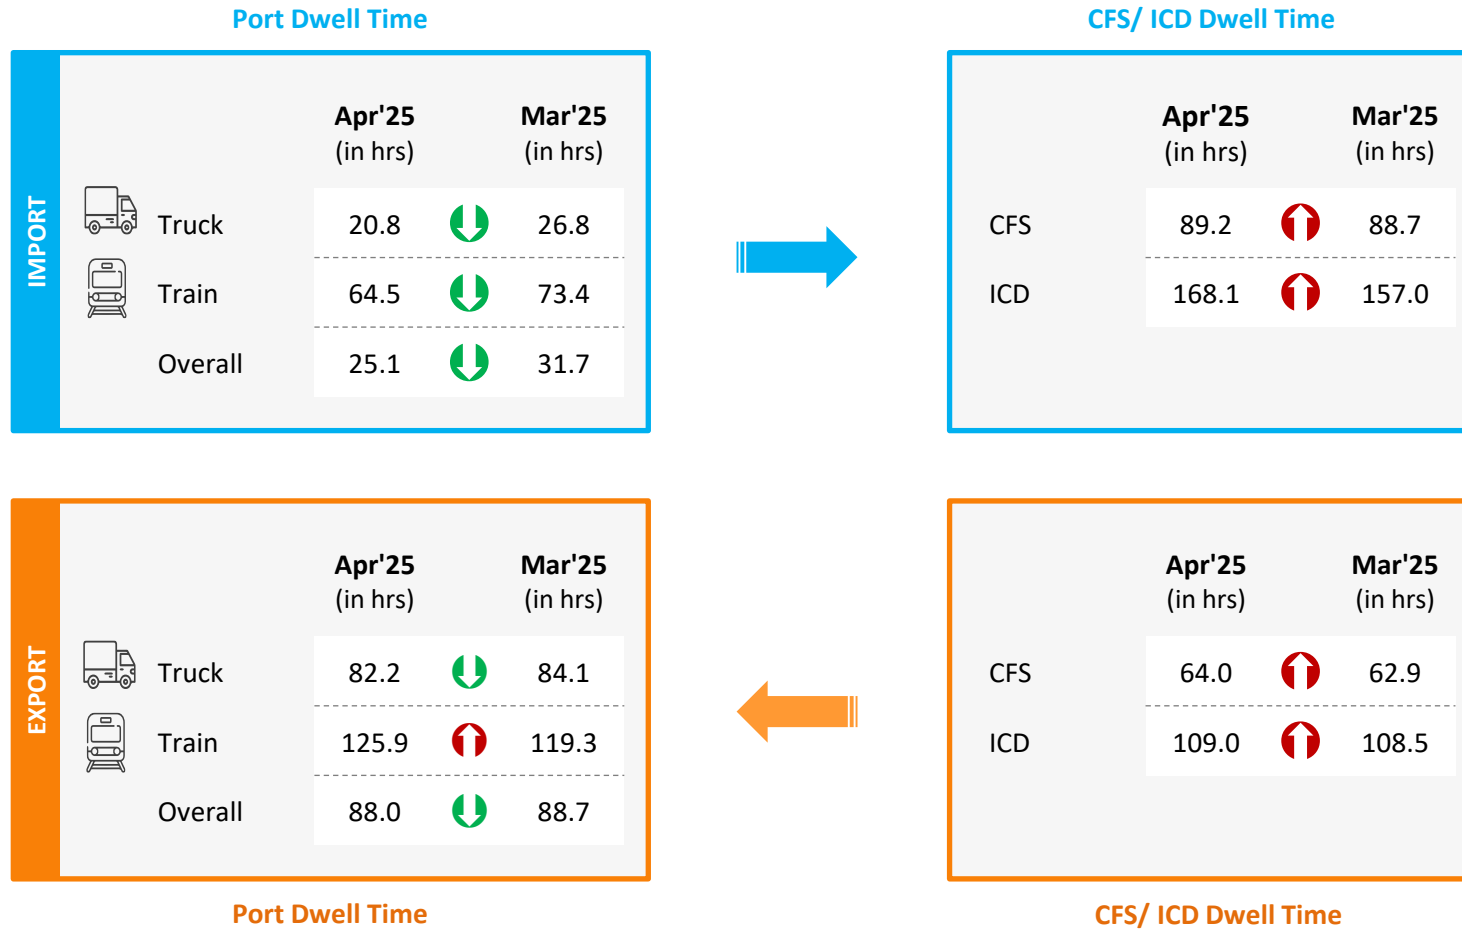 Port Dwell Time
CFS/ ICD Dwell Time
IMPORT
Apr'25 Mar'25
(in hrs) (in hrs)
Truck 20.8 26.8
Train 64.5 73.4
Overall 25.1 31.7
Apr'25 Mar'25
(in hrs) (in hrs)
CFS 89.2 88.7
ICD 168.1 157.0
EXPORT
Apr'25 Mar'25
(in hrs) (in hrs)
Truck 82.2 84.1
Train 125.9 119.3
Overall 88.0 88.7
Apr'25 Mar'25
(in hrs) (in hrs)
CFS 64.0 62.9
ICD 109.0 108.5
Port Dwell Time
CFS/ ICD Dwell Time